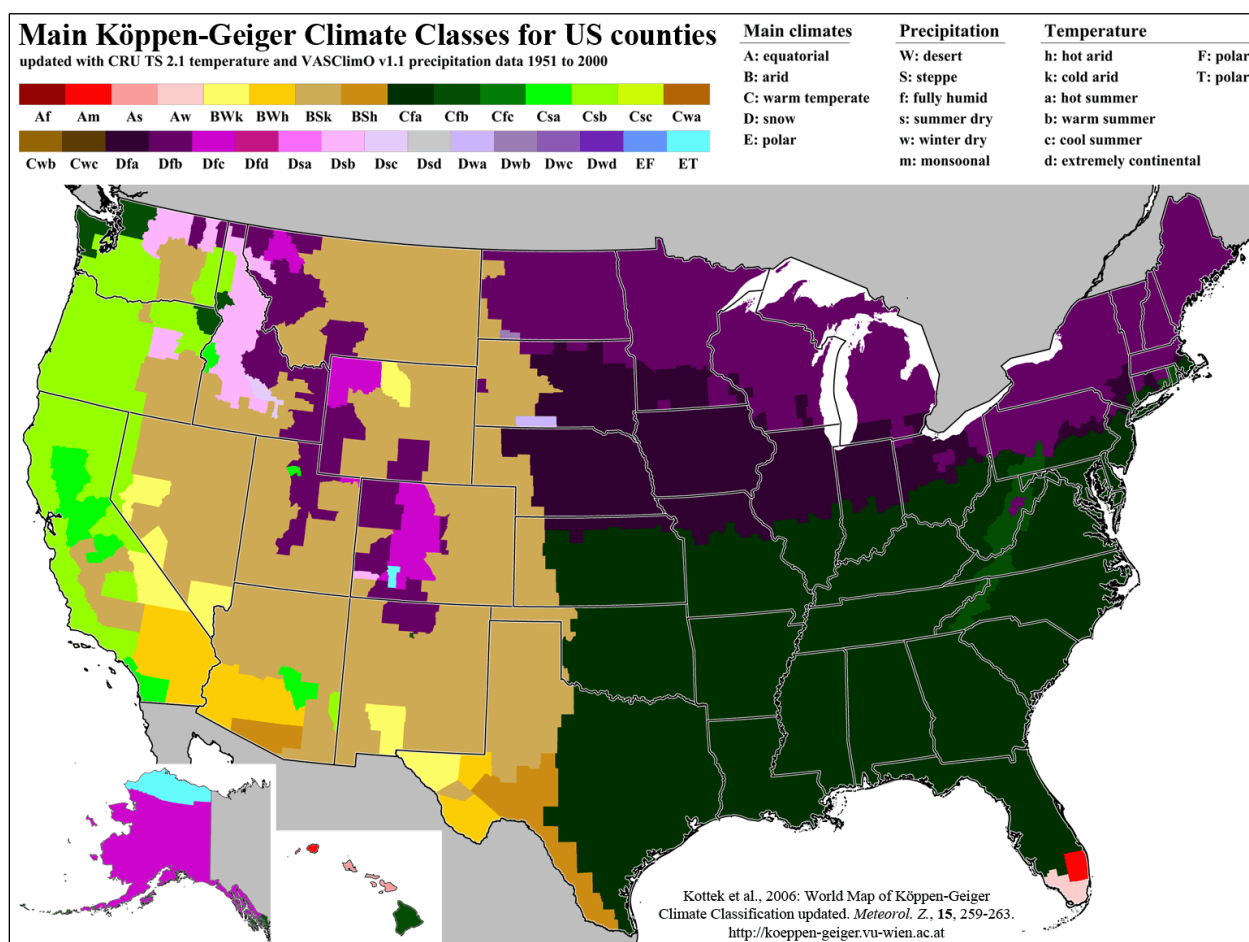 Main Köppen-Geiger Climate Classes for US counties
updated with CRU TS 2.1 temperature and VASClimO v1.1 precipitation data 1951 to 2000
Af Am As Aw BWk BWh BSk BSh Cfa Cfb Cfc Csa Csb Csc Cwa
Cwb Cwc Dfa Dfb Dfc Dfd Dsa Dsb Dsc Dsd Dwa Dwb Dwc Dwd EF ET
Main climates
A: equatorial
B: arid
C: warm temperate
D: snow
E: polar
Precipitation
W: desert
S: steppe
f: fully humid
s: summer dry
w: winter dry
m: monsoonal
Temperature
h: hot arid F: polar
k: cold arid T: polar
a: hot summer
b: warm summer
c: cool summer
d: extremely continental
Kottek et al., 2006: World Map of Köppen-Geiger
Climate Classification updated. Meteorol. Z., 15, 259-263.
http://koeppen-geiger.vu-wien.ac.at